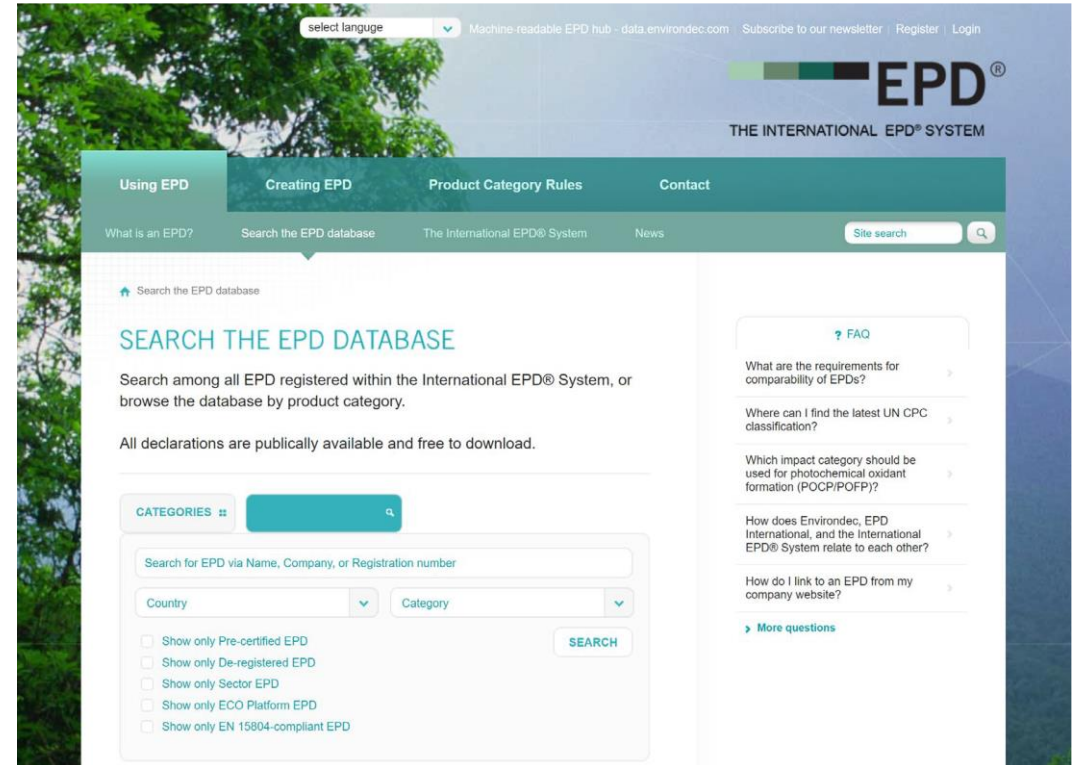 select languge
Machine-readable EPD hub - data.environdec.com | Subscribe to our newsletter | Register | Login
EPD®
THE INTERNATIONAL EPD® SYSTEM
Using EPD
Creating EPD
Product Category Rules
Contact
What is an EPD?
Search the EPD database
The International EPD® System
News
Site search
Search the EPD database
SEARCH THE EPD DATABASE
Search among all EPD registered within the International EPD® System, or
browse the database by product category.
All declarations are publically available and free to download.
CATEGORIES
Search for EPD via Name, Company, or Registration number
Country
Category
Show only Pre-certified EPD
SEARCH
Show only De-registered EPD
Show only Sector EPD
Show only ECO Platform EPD
Show only EN 15804-compliant EPD
? FAQ
What are the requirements for
comparability of EPDs?
Where can I find the latest UN CPC
classification?
Which impact category should be
used for photochemical oxidant
formation (POCP/POFP)?
How does Environdec, EPD
International, and the International
EPD® System relate to each other?
How do I link to an EPD from my
company website?
More questions